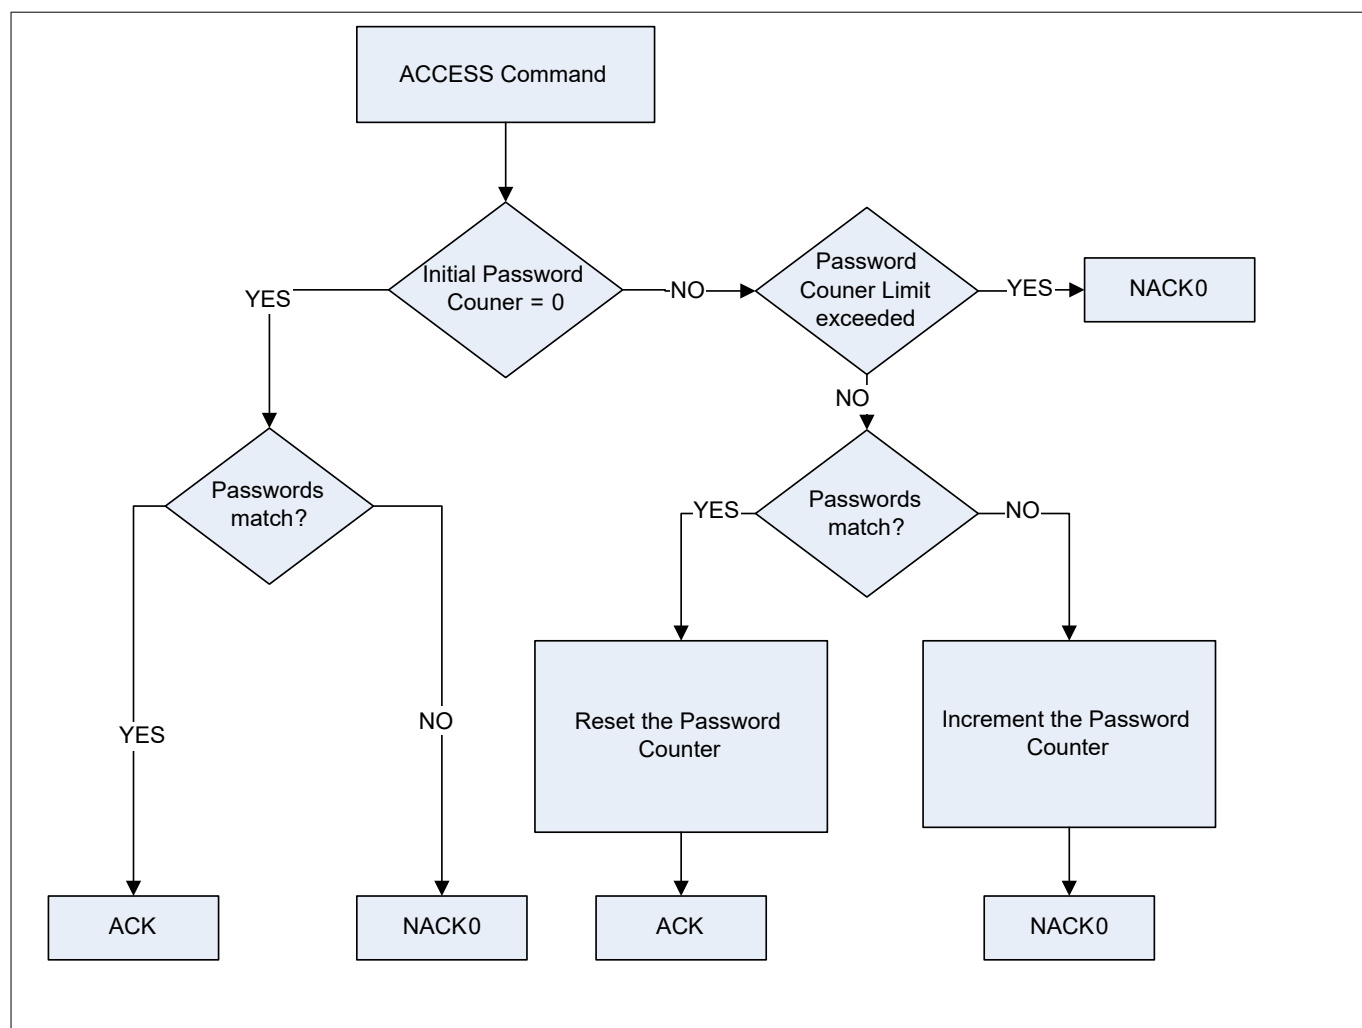 ACCESS Command
Initial Password
Couner = 0
YES
NO
Password
Couner Limit
exceeded
YES
NACK0
NO
Passwords
match?
YES
NO
Passwords
match?
YES
NO
Reset the Password
Counter
Increment the Password
Counter
ACK
NACK0
ACK
NACK0